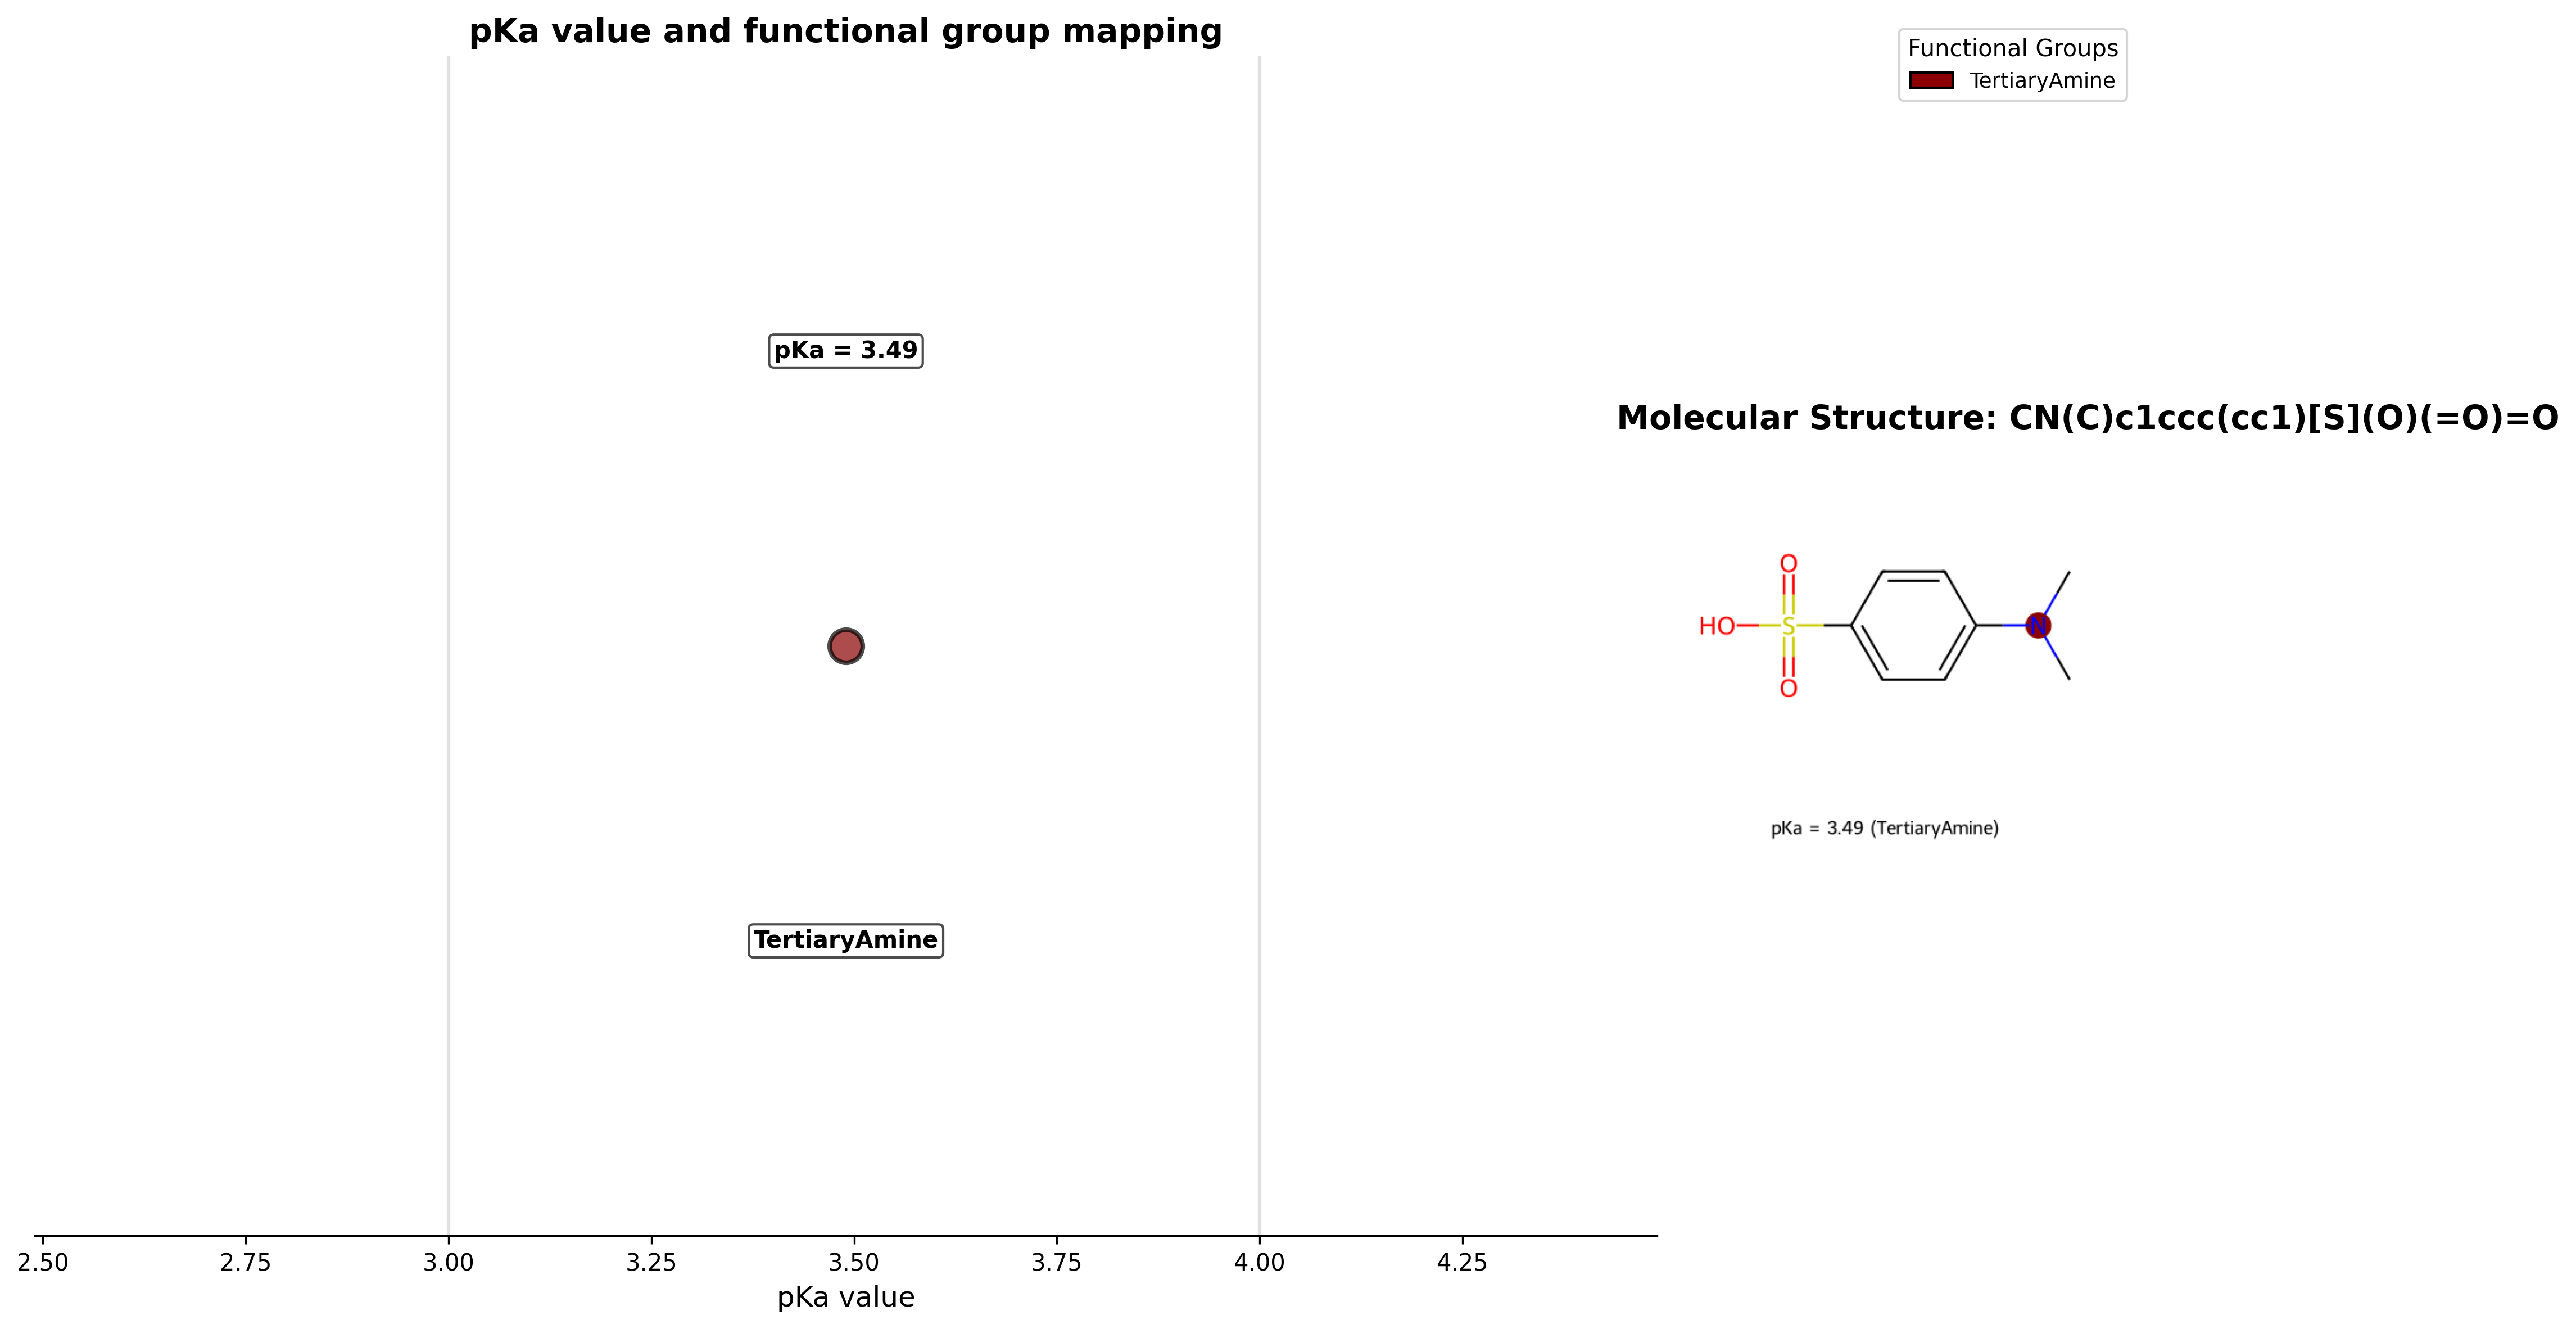 pKa value and functional group mapping
Functional Groups
TertiaryAmine
pKa = 3.49
Molecular Structure: CN(C)c1ccc(cc1)[S](O)(=O)=O
O
HO
S
N
O
pKa = 3.49 (TertiaryAmine)
TertiaryAmine
2.50 2.75 3.00 3.25 3.50 3.75 4.00 4.25
pKa value